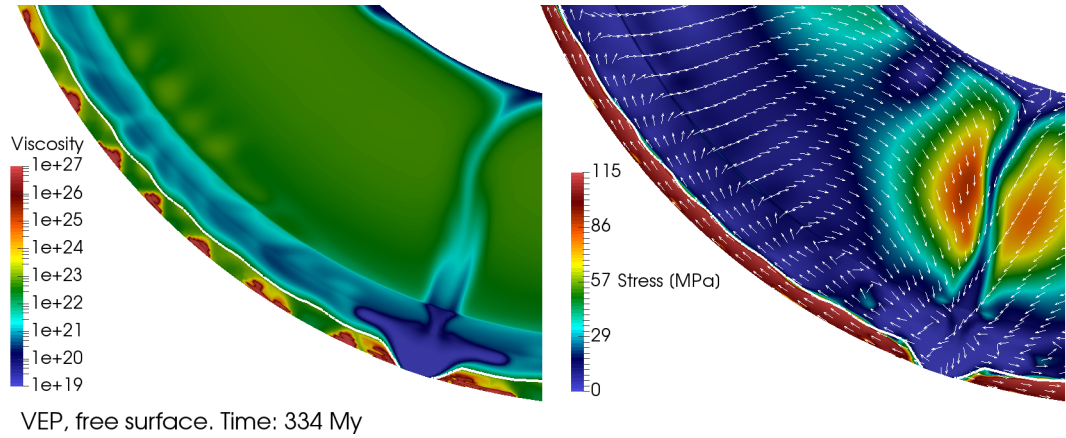 Viscosity
1e+27
1e+26
1e+25
1e+24
1e+23
1e+22
1e+21
1e+20
1e+19
115
86
57
Stress (MPa)
29
0
VEP, free surface. Time: 334 My